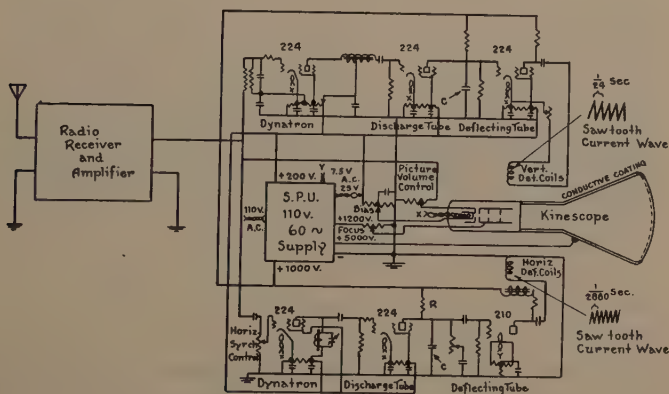 224
224
224
C
1/24 Sec
Saw tooth
Current Wave
Dynatron
Discharge Tube
Deflecting Tube
Vert.
Def. Coils
Radio
Receiver
and
Amplifier
+200 V.
Y
7.5 V
A.C.
25 V
Picture
Volume
Control
110 V.
A.C.
S.P.U.
110 v.
60 ~
Supply
Bias
+1200 V.
Focus
+5000 V.
-
+1000 V.
X
Kinescope
CONDUCTIVE COATING
Horiz
Def. Coils
1/2880 Sec.
Saw tooth
Current Wave
Horiz
Synch
Control
224
224
R
210
C
Y
Dynatron
Discharge Tube
Deflecting Tube